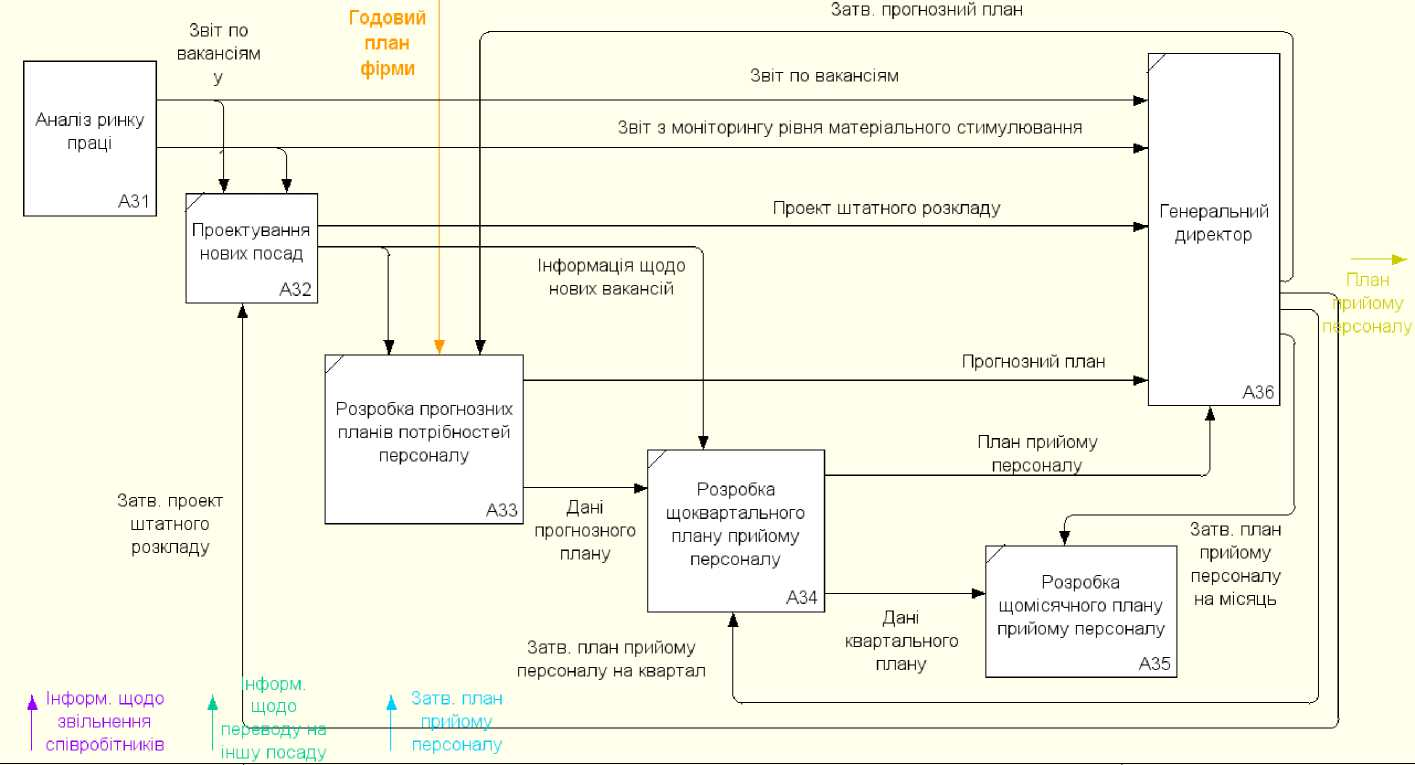 Затв. прогнозний план
Годовий
план
фірми
Звіт по
вакансіям
у
Звіт по вакансіям
Аналіз ринку
праці
A31
Звіт з моніторингу рівня матеріального стимулювання
Проектування
нових посад
A32
Проект штатного розкладу
Генеральний
директор
A36
Інформація щодо
нових вакансій
План
прийому
персоналу
Прогнозний план
Розробка прогнозних
планів потрібностей
персоналу
A33
План прийому
персоналу
Затв. проект
штатного
розкладу
Дані
прогнозного
плану
Розробка
щоквартального
плану прийому
персоналу
A34
Затв. план
прийому
персоналу
на місяць
Розробка
щомісячного плану
прийому персоналу
A35
Дані
квартального
плану
Затв. план прийому
персоналу на квартал
Інформ. щодо
звільнення
співробітників
Інформ.
щодо
переводу на
іншу посаду
Затв. план
прийому
персоналу